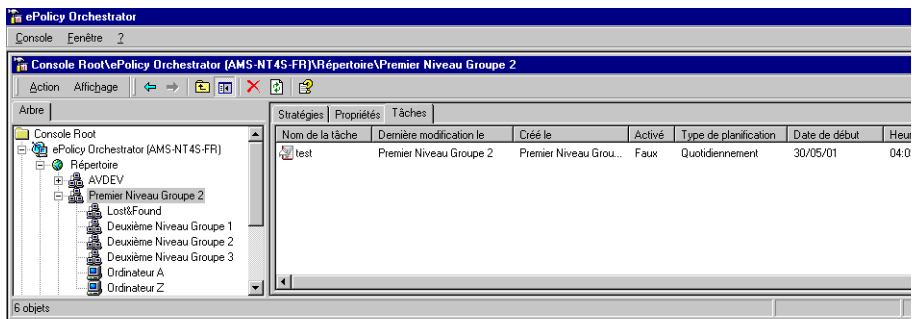 ePolicy Orchestrator
Console Fenêtre ?
Console Root\ePolicy Orchestrator (AMS-NT4S-FR)\Répertoire\Premier Niveau Groupe 2
Action Affichage
Arbre
Stratégies Propriétés Tâches
Nom de la tâche Dernière modification le Créé le Activé Type de planification Date de début Heur
test Premier Niveau Groupe 2 Premier Niveau Grou... Faux Quotidiennement 30/05/01 04:0
Console Root
ePolicy Orchestrator (AMS-NT4S-FR)
Répertoire
AVDEV
Premier Niveau Groupe 2
Lost&Found
Deuxième Niveau Groupe 1
Deuxième Niveau Groupe 2
Deuxième Niveau Groupe 3
Ordinateur A
Ordinateur Z
6 objets